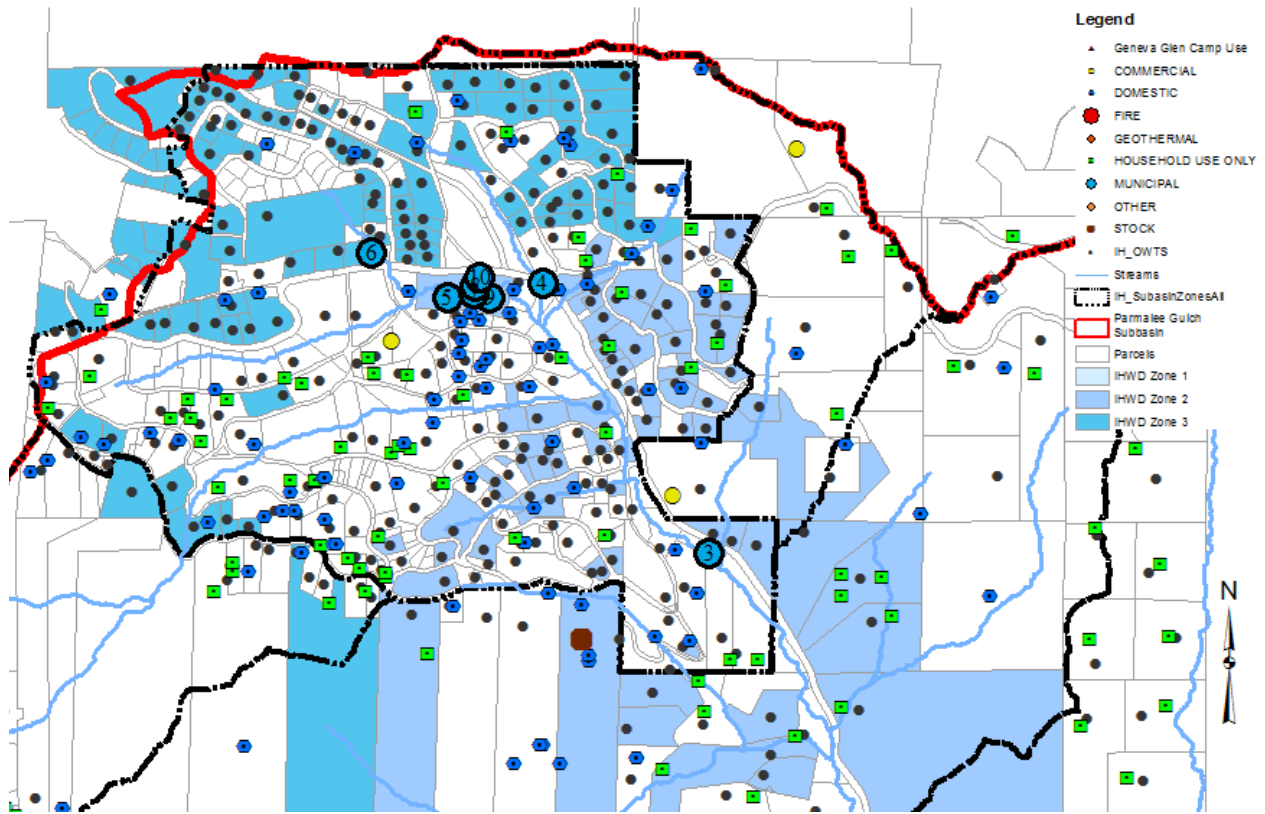 Legend
Geneva Glen Camp Use
COMMERCIAL
DOMESTIC
FIRE
GEOTHERMAL
HOUSEHOLD USE ONLY
MUNICIPAL
OTHER
STOCK
IH_OWTS
Streams
IH_SubasinZonesAll
Parmalee Gulch
Subbasin
Parcels
IHWD Zone 1
IHWD Zone 2
IHWD Zone 3
6
10
5
9
4
3
N